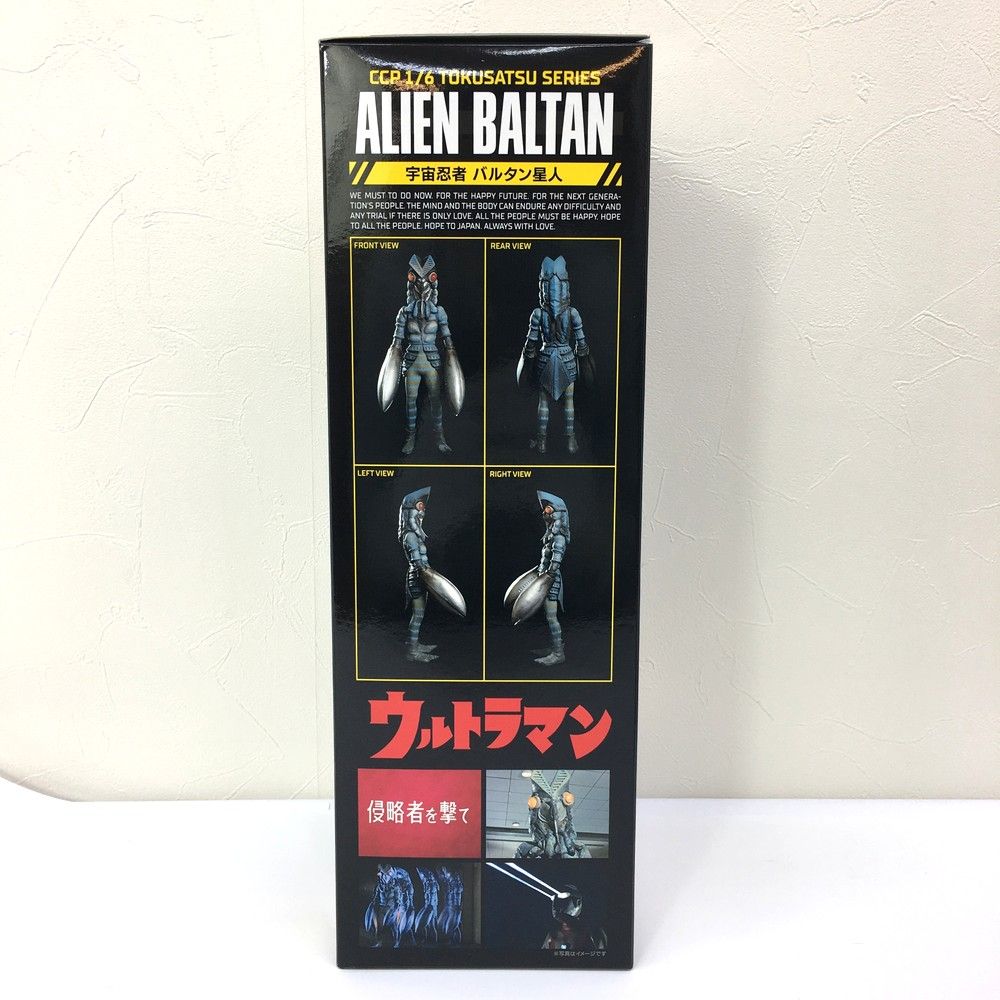 CCP 1/6 TOKUSATSU SERIES
ALIEN BALTAN
宇宙忍者 バルタン星人
WE MUST TO DO NOW. FOR THE HAPPY FUTURE. FOR THE NEXT GENERA-
TION'S PEOPLE. THE MIND AND THE BODY CAN ENDURE ANY DIFFICULTY AND
ANY TRIAL IF THERE IS ONLY LOVE. ALL THE PEOPLE MUST BE HAPPY. HOPE
TO ALL THE PEOPLE. HOPE TO JAPAN. ALWAYS WITH LOVE.
FRONT VIEW
REAR VIEW
LEFT VIEW
RIGHT VIEW
ウルトラマン
侵略者を撃て
※写真はイメージです